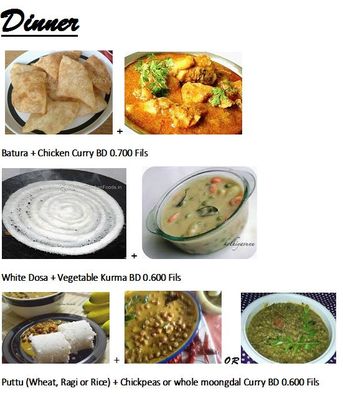 Dinner
+
Batura + Chicken Curry BD 0.700 Fils
+
White Dosa + Vegetable Kurma BD 0.600 Fils
+
OR
Puttu (Wheat, Ragi or Rice) + Chickpeas or whole moongdal Curry BD 0.600 Fils